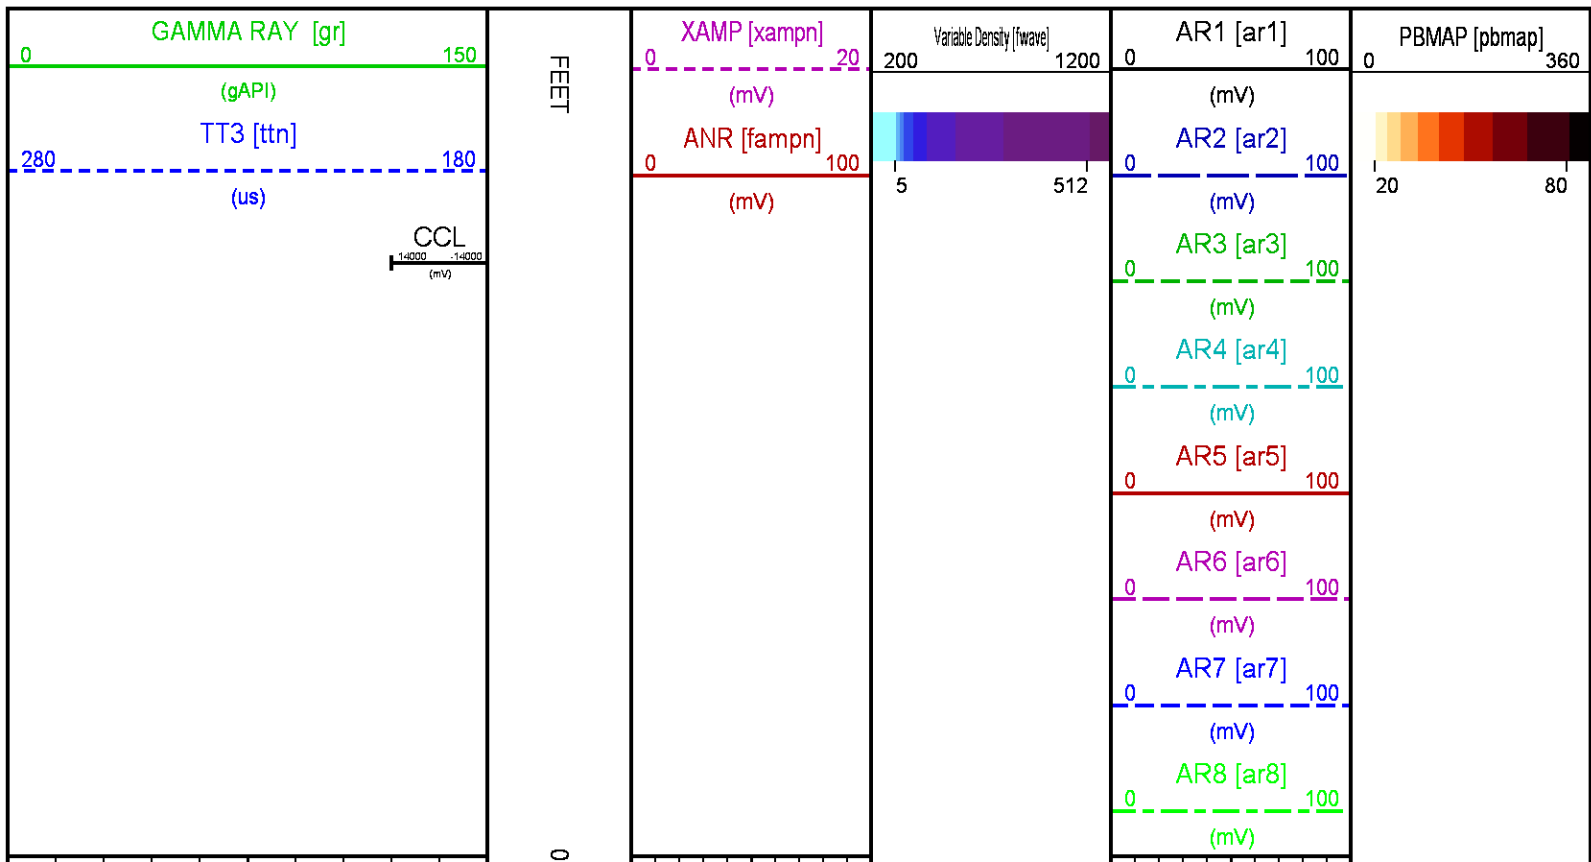 GAMMA RAY [gr]
0 150
(gAPI)
TT3 [ttn]
280 180
(us)
CCL
14000 -14000
(mV)
FEET
0
XAMP [xampn]
0 20
(mV)
ANR [fampn]
0 100
(mV)
Variable Density [fwave]
200 1200
5 512
AR1 [ar1]
0 100
(mV)
AR2 [ar2]
0 100
(mV)
AR3 [ar3]
0 100
(mV)
AR4 [ar4]
0 100
(mV)
AR5 [ar5]
0 100
(mV)
AR6 [ar6]
0 100
(mV)
AR7 [ar7]
0 100
(mV)
AR8 [ar8]
0 100
(mV)
PBMAP [pbmap]
0 360
20 80